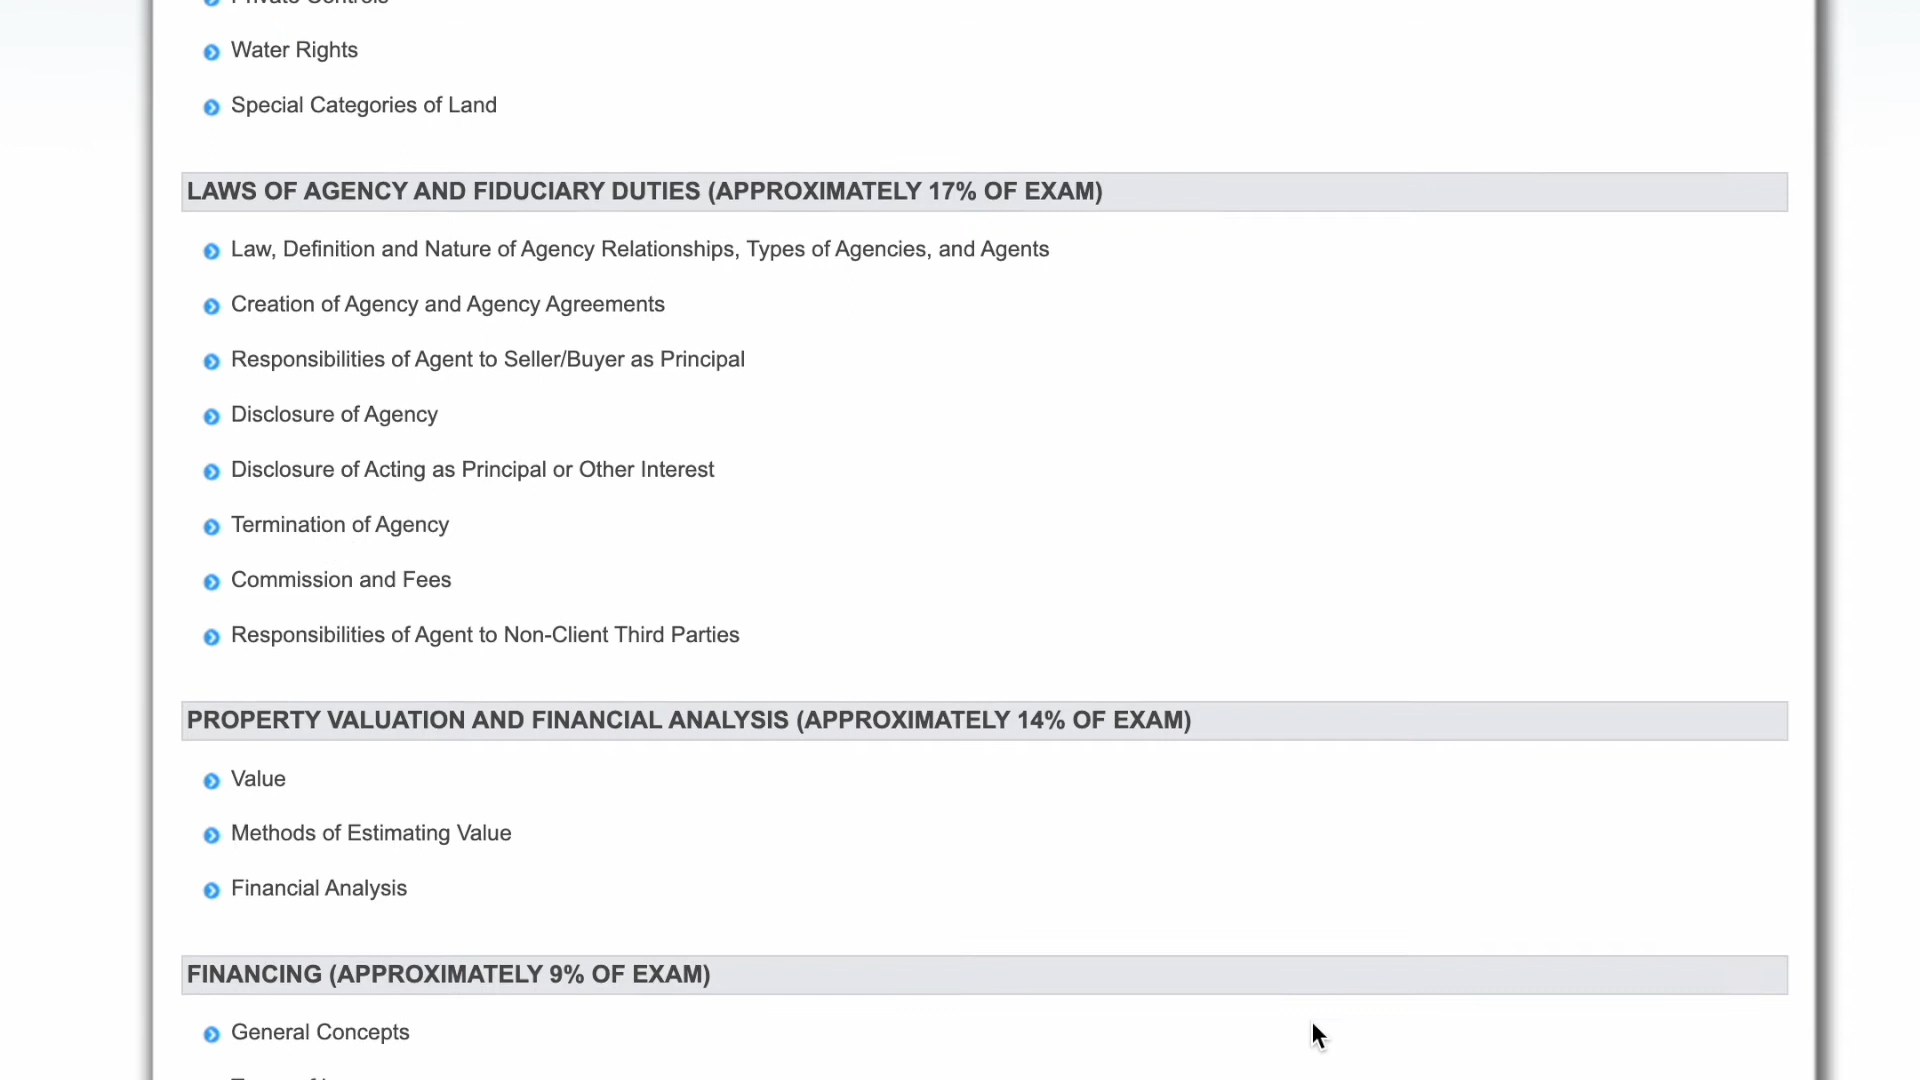 Private Controls
Water Rights
Special Categories of Land
LAWS OF AGENCY AND FIDUCIARY DUTIES (APPROXIMATELY 17% OF EXAM)
Law, Definition and Nature of Agency Relationships, Types of Agencies, and Agents
Creation of Agency and Agency Agreements
Responsibilities of Agent to Seller/Buyer as Principal
Disclosure of Agency
Disclosure of Acting as Principal or Other Interest
Termination of Agency
Commission and Fees
Responsibilities of Agent to Non-Client Third Parties
PROPERTY VALUATION AND FINANCIAL ANALYSIS (APPROXIMATELY 14% OF EXAM)
Value
Methods of Estimating Value
Financial Analysis
FINANCING (APPROXIMATELY 9% OF EXAM)
General Concepts